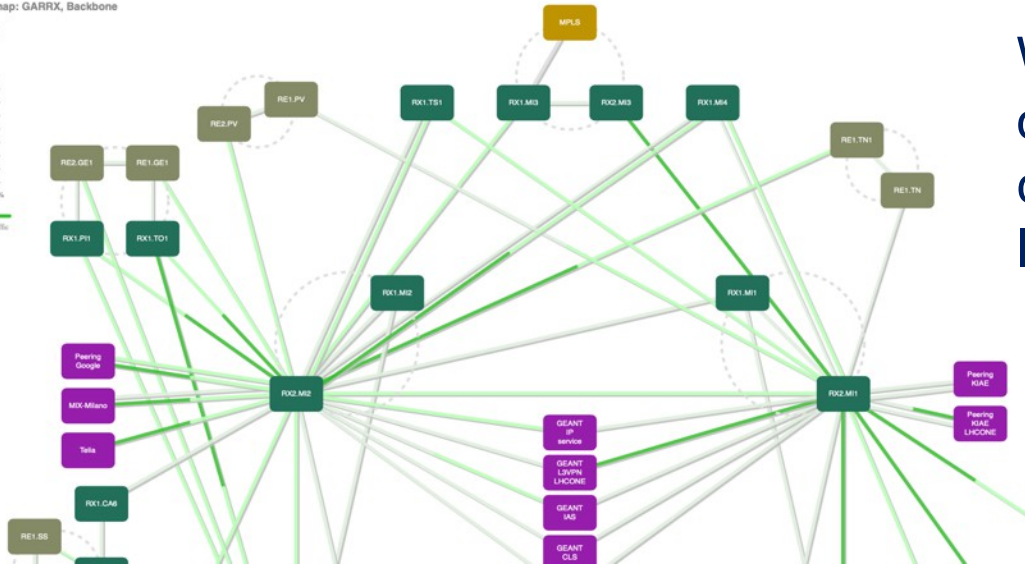 map: GARRX, Backbone
MPLS
RE1.PV
RE2.PV
RX1.TS1
RX1.MI3
RX2.MI3
RX1.MI4
RE1.TN1
RE2.GE1
RE1.GE1
RE1.TN
RX1.PI1
RX1.TO1
RX1.MI2
RX1.MI1
Peering
Google
Peering
KIAE
RX2.MI2
RX2.MI1
MIX-Milano
Peering
KIAE
LHCONE
GEANT
IP
service
Telia
GEANT
L3VPN
LHCONE
RX1.CA6
GEANT
IAS
RE1.SS
GEANT
CLS